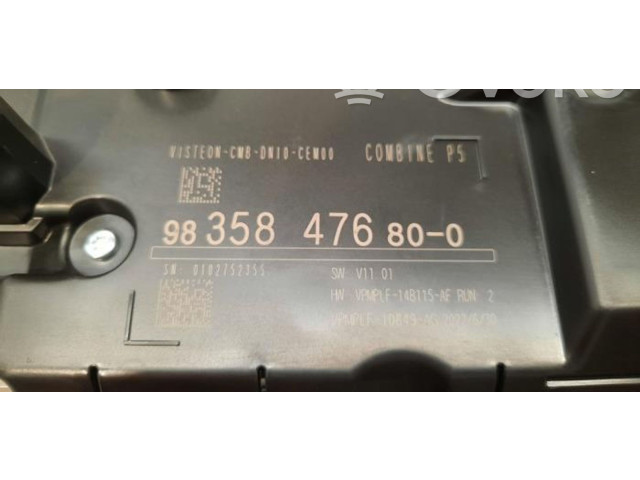 VISTEON-CMB-DN10-CEM00 COMBINE P5
98 358 476 80-0
SN: 0102752355
SW V11.01
HW VPMPLF-14B115-AF RUN 2